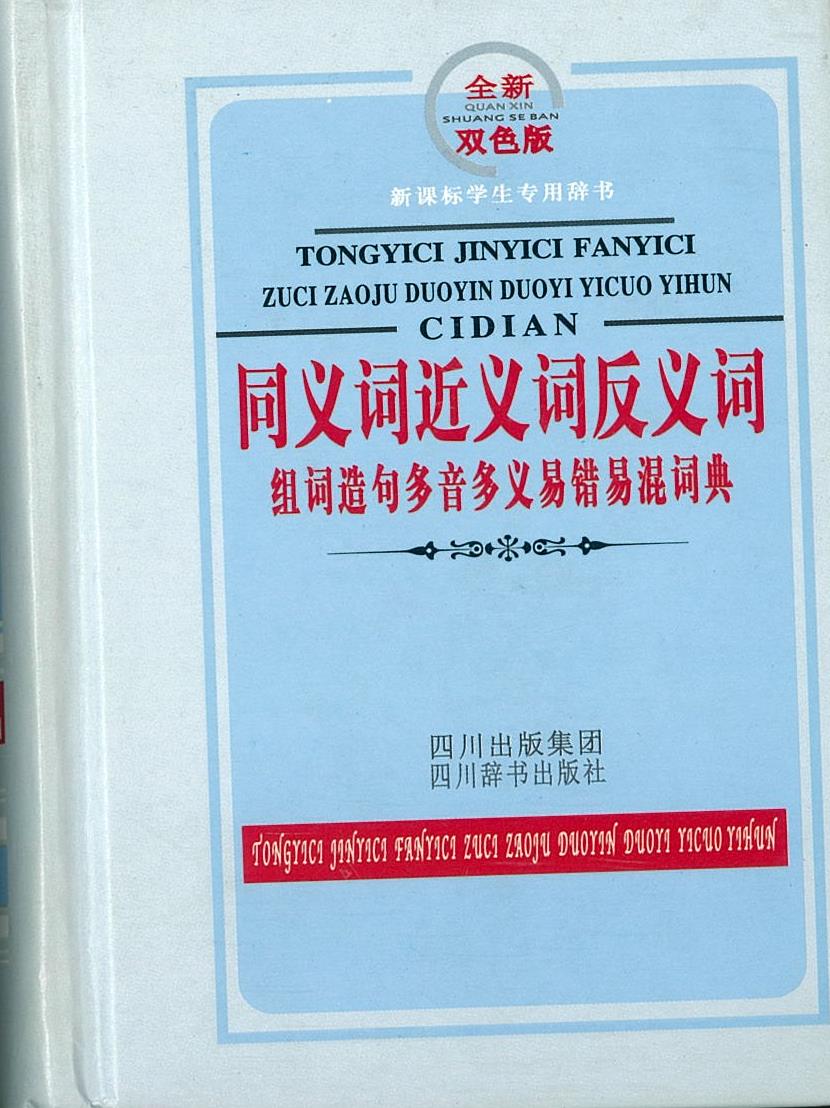 全新
QUAN XIN
SHUANG SE BAN
双色版
新课标学生专用辞书
TONGYICI JINYICI FANYICI
ZUCI ZAOJU DUOYIN DUOYI YICUO YIHUN
CIDIAN
同义词近义词反义词
组词造句多音多义易错易混词典
四川出版集团
四川辞书出版社
TONGYICI JINYICI FANYICI ZUCI ZAOJU DUOYIN DUOYI YICUO YIHUN